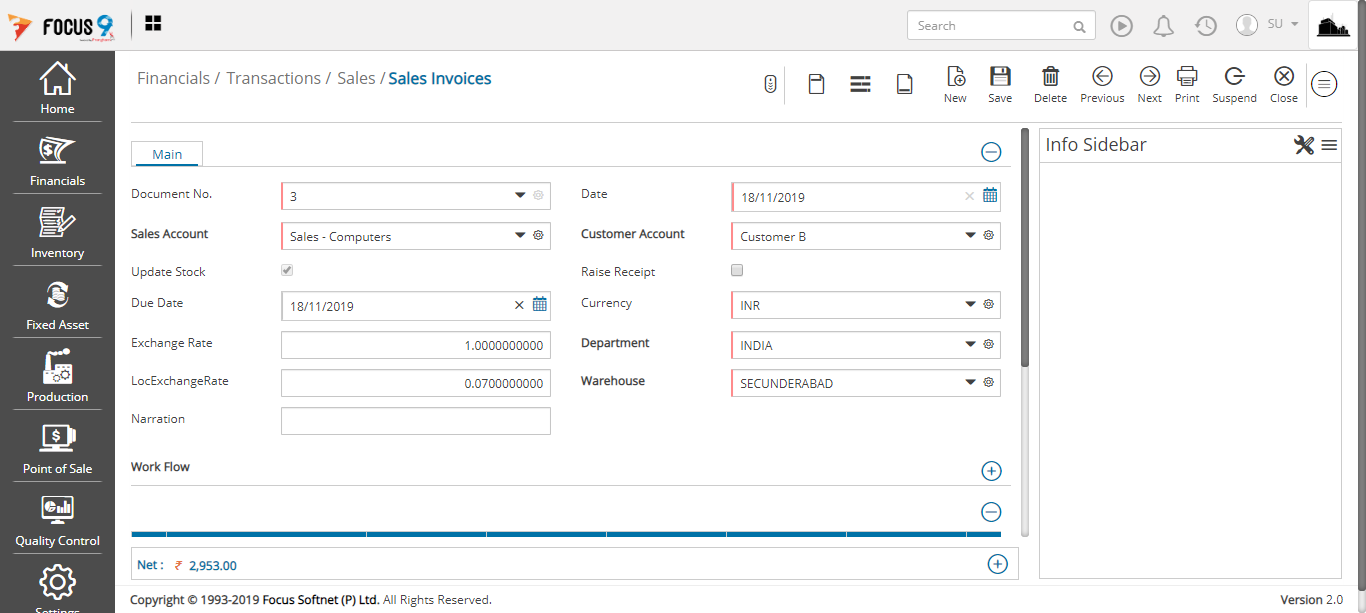 FOCUS 9
Search
SU
Home
Financials
Inventory
Fixed Asset
Production
Point of Sale
Quality Control
Settings
Financials / Transactions / Sales / Sales Invoices
New Save Delete Previous Next Print Suspend Close
Main
Document No. 3 Date 18/11/2019
Sales Account Sales - Computers Customer Account Customer B
Update Stock Raise Receipt
Due Date 18/11/2019 Currency INR
Exchange Rate 1.0000000000 Department INDIA
LocExchangeRate 0.0700000000 Warehouse SECUNDERABAD
Narration
Work Flow
Net : ₹ 2,953.00
Info Sidebar
Copyright © 1993-2019 Focus Softnet (P) Ltd. All Rights Reserved.
Version 2.0